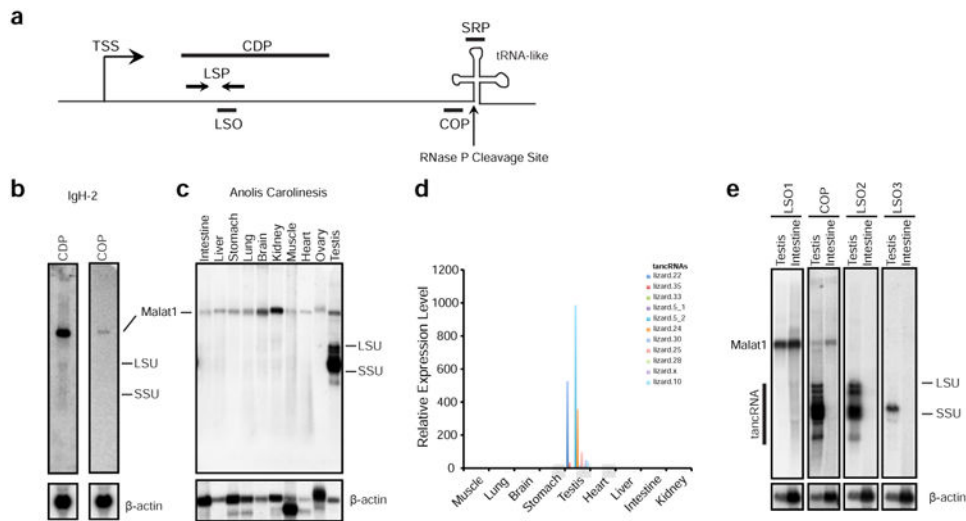 a
TSS
CDP
LSP
LSO
SRP
tRNA-like
COP
RNase P Cleavage Site
b
IgH-2
CDP
COP
Malat1
LSU
SSU
β-actin
c
Anolis Carolinesis
Intestine
Liver
Stomach
Lung
Brain
Kidney
Muscle
Heart
Ovary
Testis
LSU
SSU
β-actin
d
Relative Expression Level
1200
1000
800
600
400
200
0
Muscle
Lung
Brain
Stomach
Testis
Heart
Liver
Intestine
Kidney
tancRNAs
lizard.22
lizard.35
lizard.33
lizard.5_1
lizard.5_2
lizard.24
lizard.30
lizard.25
lizard.28
lizard.x
lizard.10
e
LSO1
COP
LSO2
LSO3
Testis
Intestine
Testis
Intestine
Testis
Intestine
Testis
Intestine
Malat1
tancRNA
LSU
SSU
β-actin